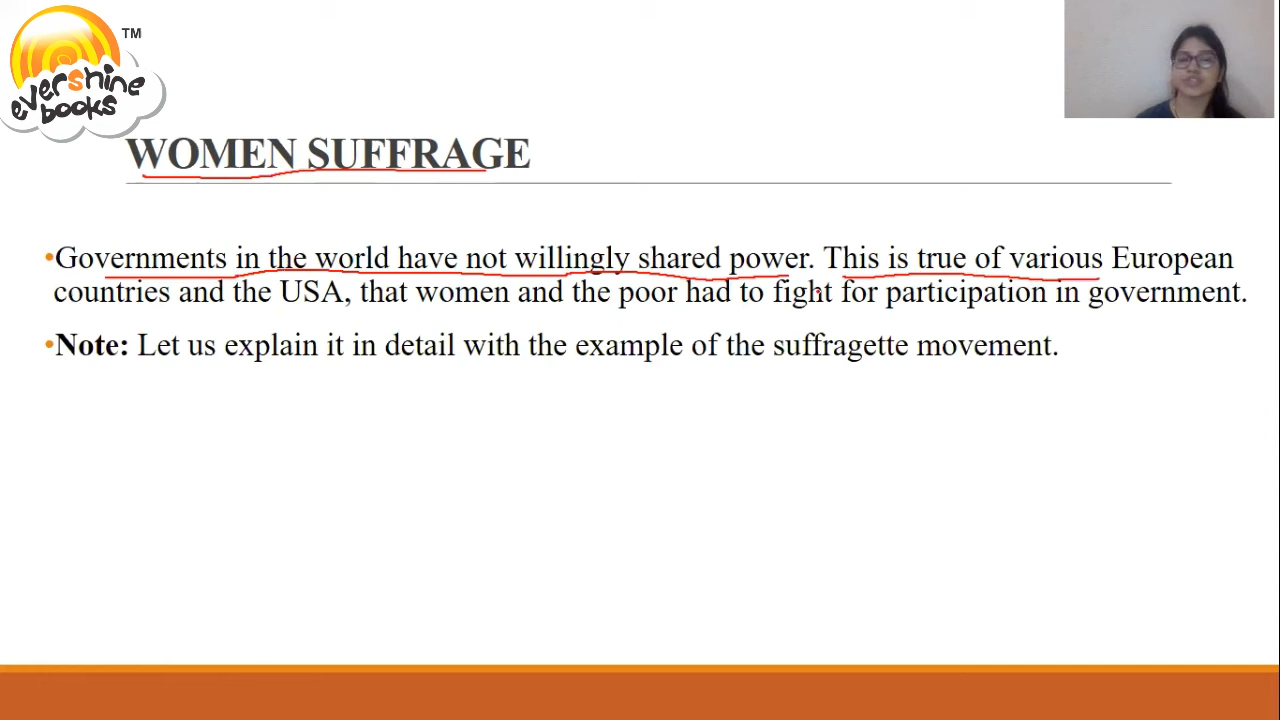 TM
evershine
books
WOMEN SUFFRAGE
•Governments in the world have not willingly shared power. This is true of various European
countries and the USA, that women and the poor had to fight for participation in government.
•Note: Let us explain it in detail with the example of the suffragette movement.